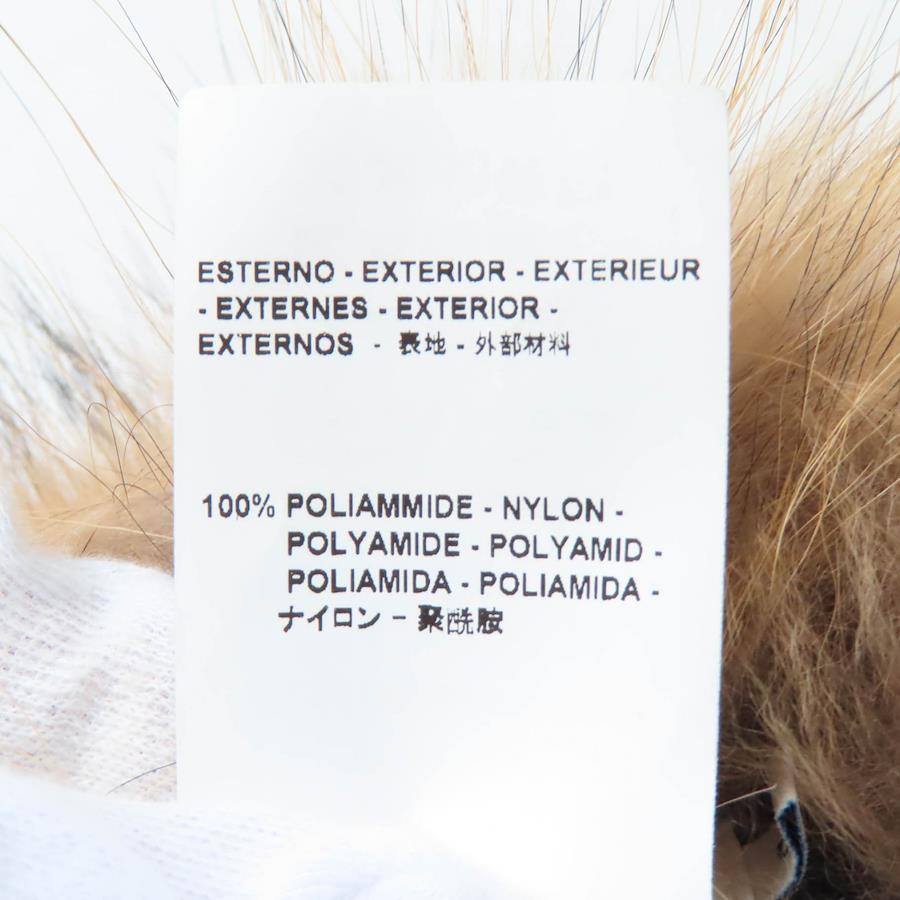 ESTERNO - EXTERIOR - EXTERIEUR
- EXTERNES - EXTERIOR -
EXTERNOS - 表地 - 外部材料
100% POLIAMMIDE - NYLON -
POLYAMIDE - POLYAMID -
POLIAMIDA - POLIAMIDA -
ナイロン - 聚酰胺